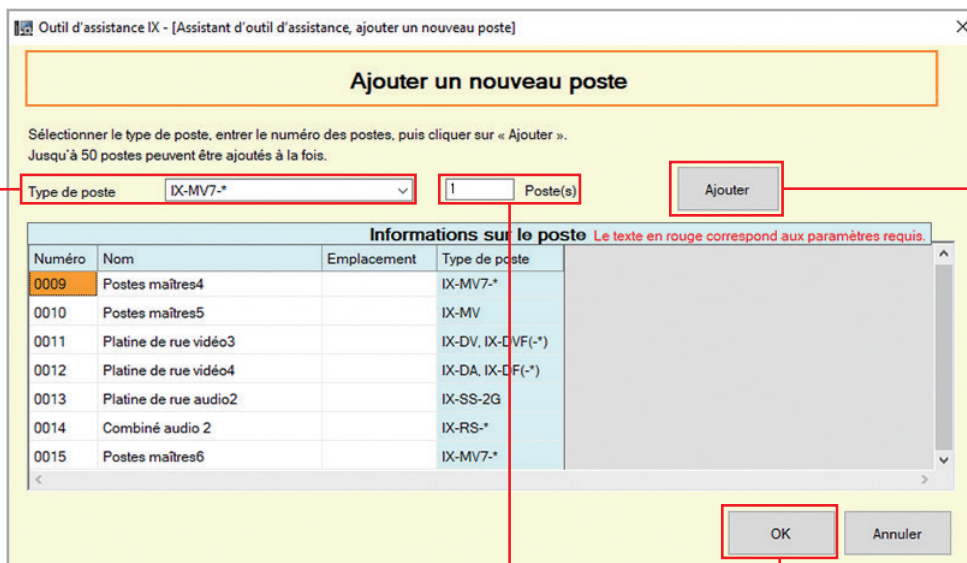 Outil d'assistance IX - [Assistant d'outil d'assistance, ajouter un nouveau poste]
Ajouter un nouveau poste
Sélectionner le type de poste, entrer le numéro des postes, puis cliquer sur « Ajouter ».
Jusqu'à 50 postes peuvent être ajoutés à la fois.
Type de poste IX-MV7-* 1 Poste(s) Ajouter
Informations sur le poste Le texte en rouge correspond aux paramètres requis.
Numéro Nom Emplacement Type de poste
0009 Postes maîtres4 IX-MV7-*
0010 Postes maîtres5 IX-MV
0011 Platine de rue vidéo3 IX-DV, IX-DVF(-*)
0012 Platine de rue vidéo4 IX-DA, IX-DF(-*)
0013 Platine de rue audio2 IX-SS-2G
0014 Combiné audio 2 IX-RS-*
0015 Postes maîtres6 IX-MV7-*
OK Annuler